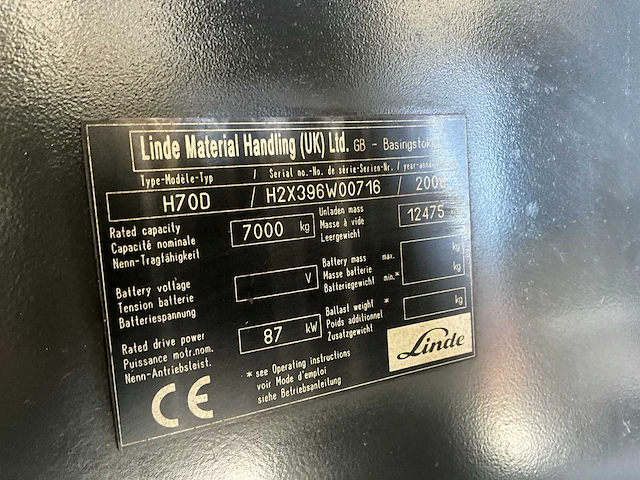 Linde Material Handling (UK) Ltd. GB - Basingstoke
Type-Modèle-Typ / Serial no.-No. de série-Serien-Nr. / year-année
H70D / H2X396W00716 /
Rated capacity
Capacité nominale
Nenn-Tragfähigkeit
7000 kg
Unladen mass
Masse à vide
Leergewicht
12475
Battery voltage
Tension batterie
Batteriespannung
V
Battery mass max.
Masse batterie
Batteriegewicht min.*
kg
kg
Rated drive power
Puissance motr.nom.
Nenn-Antriebsleist.
87 kW
Ballast weight *
Poids additionnel
Zusatzgewicht
kg
* see Operating instructions
voir Mode d'emploi
siehe Betriebsanleitung
CE
Linde